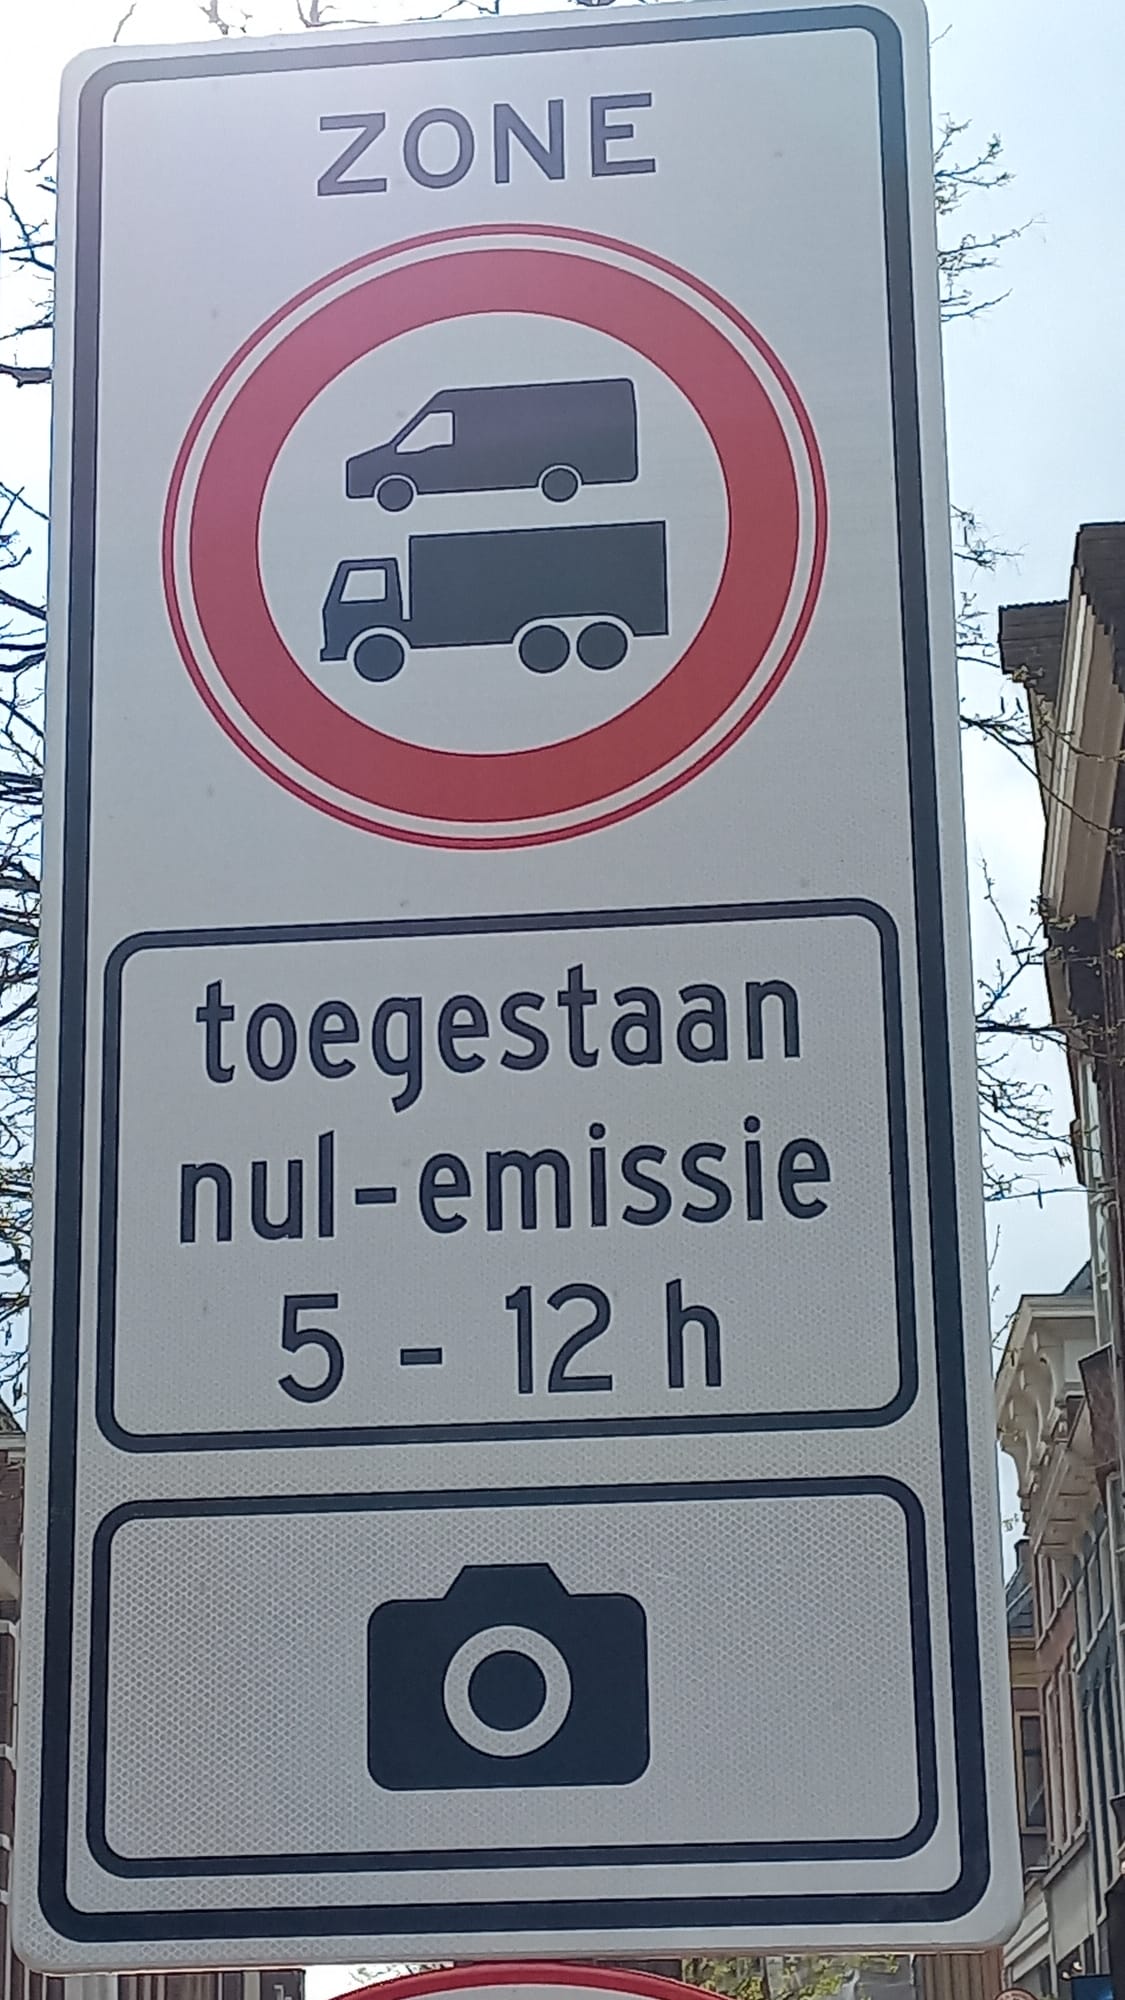 ZONE
toegestaan
nul-emissie
5 - 12 h